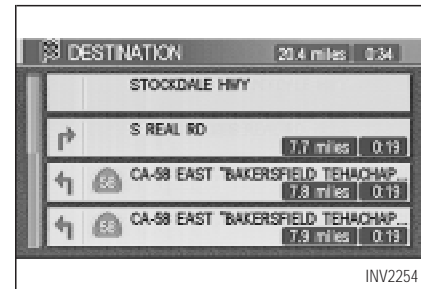 DESTINATION 20.4 miles 0:34
STOCKDALE HWY
S REAL RD
7.7 miles 0:19
58 CA-58 EAST "BAKERSFIELD TEHACHAP...
7.8 miles 0:19
58 CA-58 EAST "BAKERSFIELD TEHACHAP...
7.9 miles 0:19
INV2254